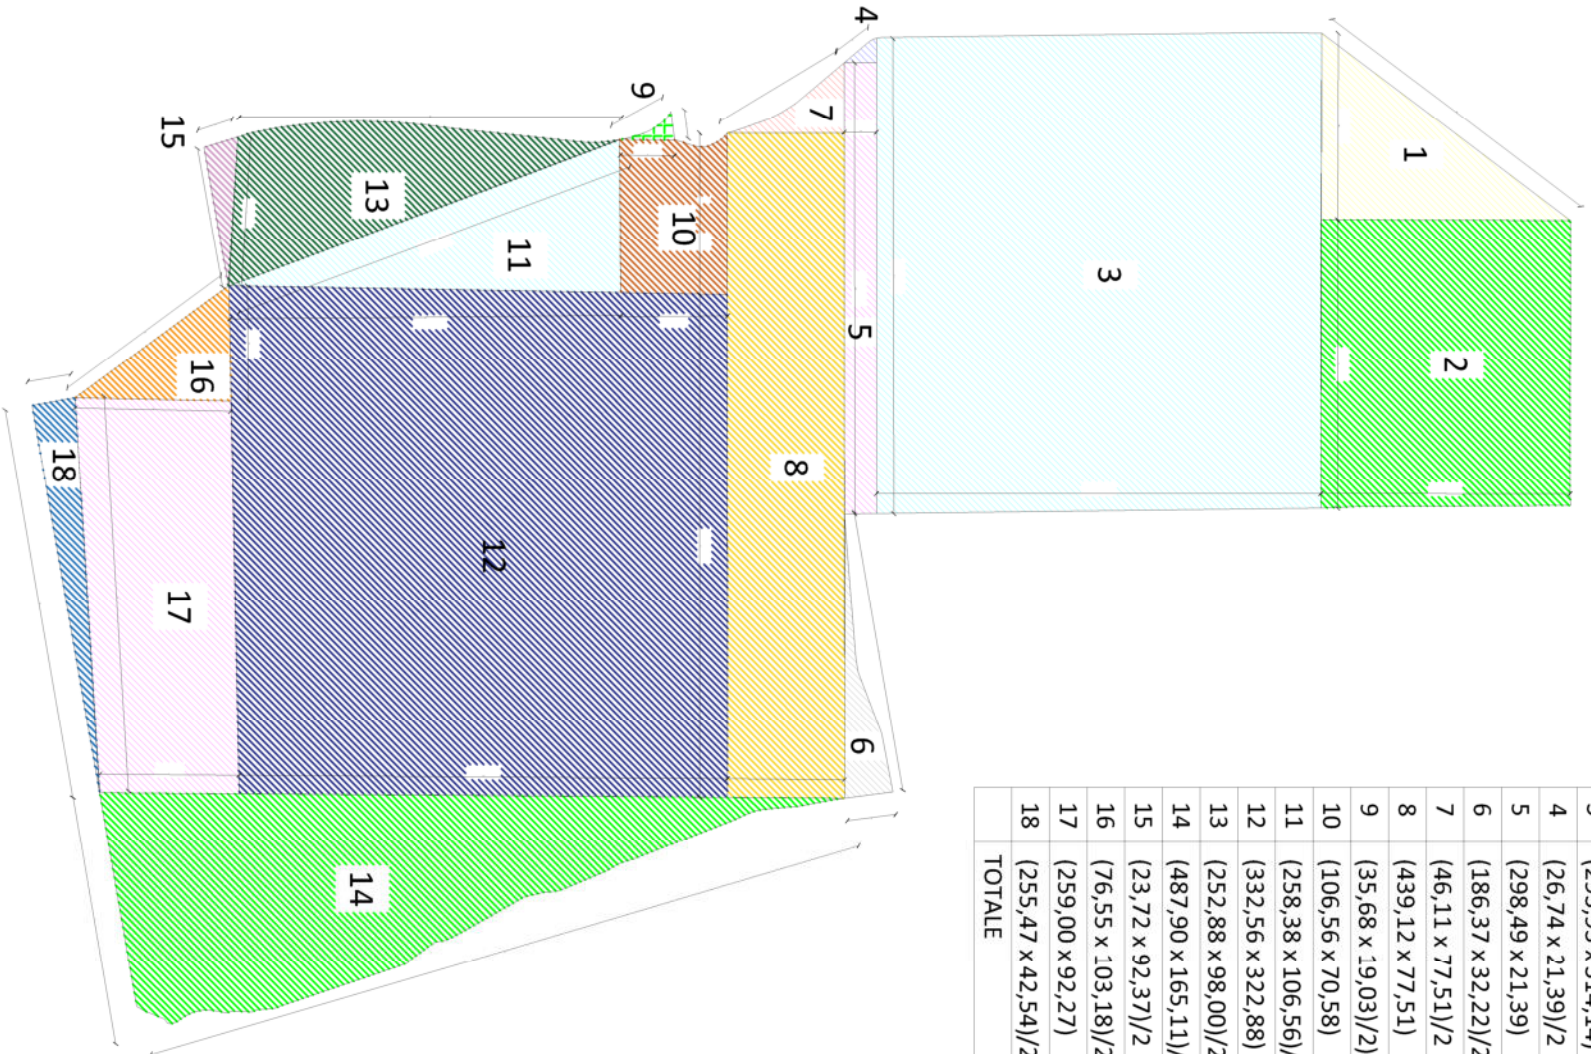 1
2
3
4
5
6
7
8
9
10
11
12
13
14
15
16
17
18
4 (26,74 x 21,39)/2
5 (298,49 x 21,39)
6 (186,37 x 32,22)/2
7 (46,11 x 77,51)/2
8 (439,12 x 77,51)
9 (35,68 x 19,03)/2)
10 (106,56 x 70,58)
11 (258,38 x 106,56)/
12 (332,56 x 322,88)
13 (252,88 x 98,00)/2
14 (487,90 x 165,11)/
15 (23,72 x 92,37)/2
16 (76,55 x 103,18)/2
17 (259,00 x 92,27)
18 (255,47 x 42,54)/2
TOTALE